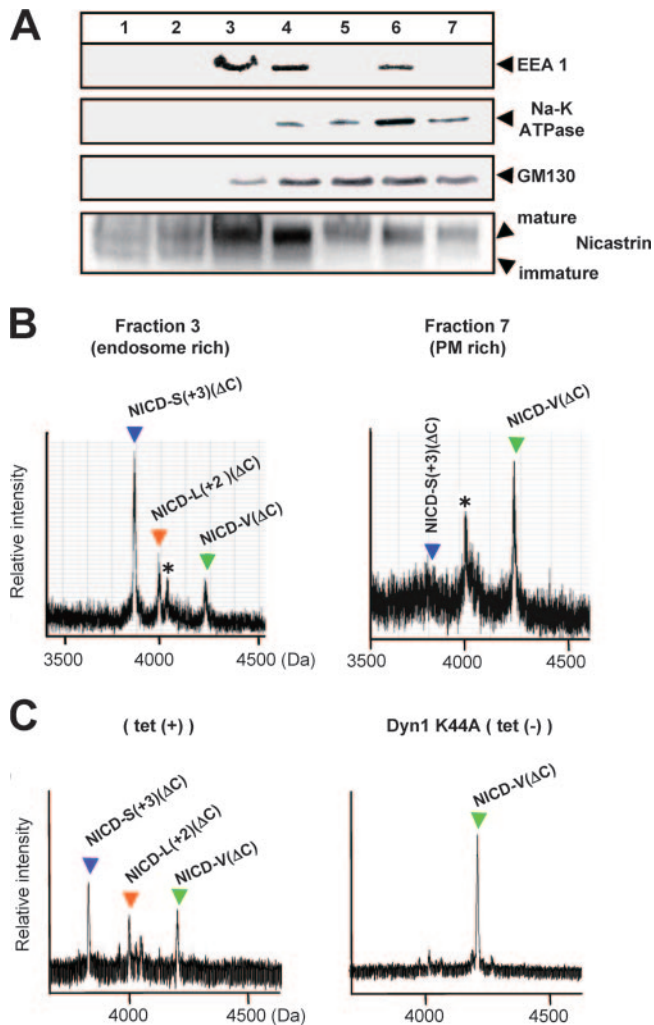 A
1 2 3 4 5 6 7
EEA 1
Na-K
ATPase
GM130
mature
Nicastrin
immature
B
Fraction 3
(endosome rich)
Fraction 7
(PM rich)
Relative intensity
NICD-S(+3)(ΔC)
NICD-L(+2 )(ΔC)
*
NICD-V(ΔC)
3500 4000 4500 (Da)
NICD-S(+3)(ΔC)
*
NICD-V(ΔC)
3500 4000 4500
C
( tet (+) )
Dyn1 K44A ( tet (-) )
Relative intensity
NICD-S(+3)(ΔC)
NICD-L(+2)(ΔC)
NICD-V(ΔC)
4000 4500 (Da)
NICD-V(ΔC)
4000 4500